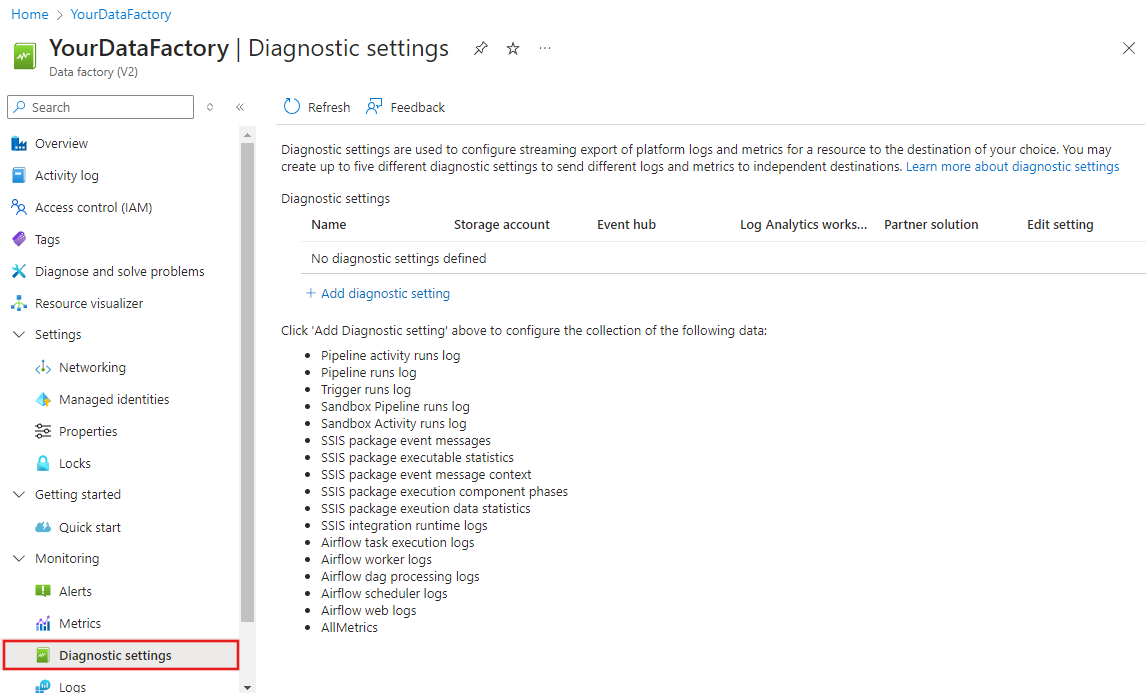 Home > YourDataFactory
YourDataFactory | Diagnostic settings
Data factory (V2)
Search
Overview
Activity log
Access control (IAM)
Tags
Diagnose and solve problems
Resource visualizer
Settings
Networking
Managed identities
Properties
Locks
Getting started
Quick start
Monitoring
Alerts
Metrics
Diagnostic settings
Logs
Refresh Feedback
Diagnostic settings are used to configure streaming export of platform logs and metrics for a resource to the destination of your choice. You may
create up to five different diagnostic settings to send different logs and metrics to independent destinations. Learn more about diagnostic settings
Diagnostic settings
Name Storage account Event hub Log Analytics works... Partner solution Edit setting
No diagnostic settings defined
+ Add diagnostic setting
Click 'Add Diagnostic setting' above to configure the collection of the following data:
• Pipeline activity runs log
• Pipeline runs log
• Trigger runs log
• Sandbox Pipeline runs log
• Sandbox Activity runs log
• SSIS package event messages
• SSIS package executable statistics
• SSIS package event message context
• SSIS package execution component phases
• SSIS package exeution data statistics
• SSIS integration runtime logs
• Airflow task execution logs
• Airflow worker logs
• Airflow dag processing logs
• Airflow scheduler logs
• Airflow web logs
• AllMetrics